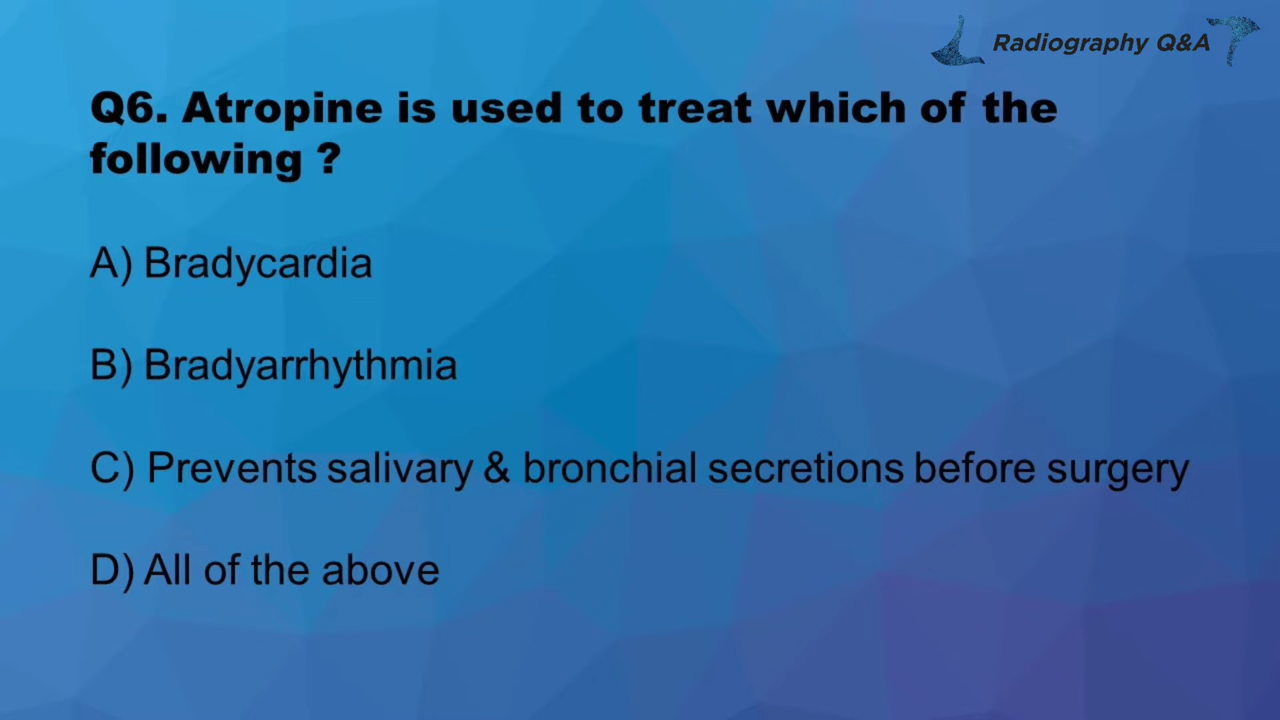 Radiography Q&A
Q6. Atropine is used to treat which of the
following ?
A) Bradycardia
B) Bradyarrhythmia
C) Prevents salivary & bronchial secretions before surgery
D) All of the above